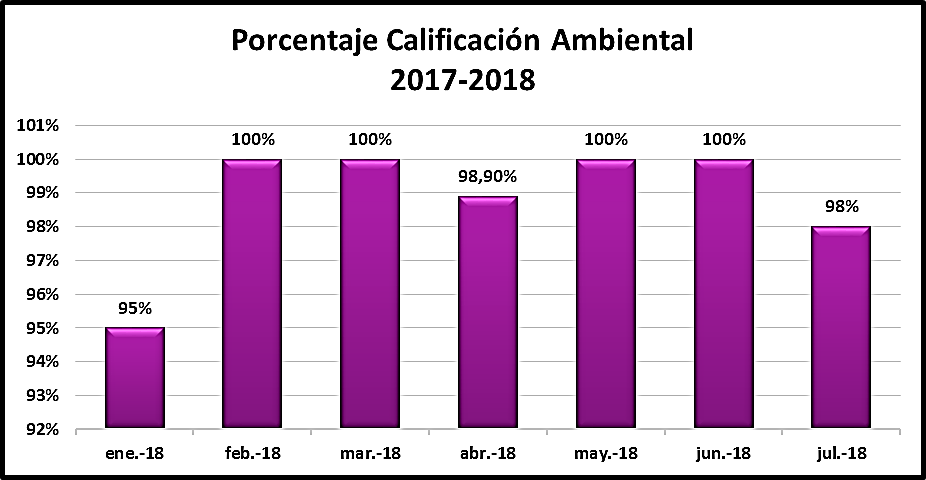 Porcentaje Calificación Ambiental
2017-2018
101%
100%
99%
98%
97%
96%
95%
94%
93%
92%
95%
100%
100%
98,90%
100%
100%
98%
ene.-18
feb.-18
mar.-18
abr.-18
may.-18
jun.-18
jul.-18